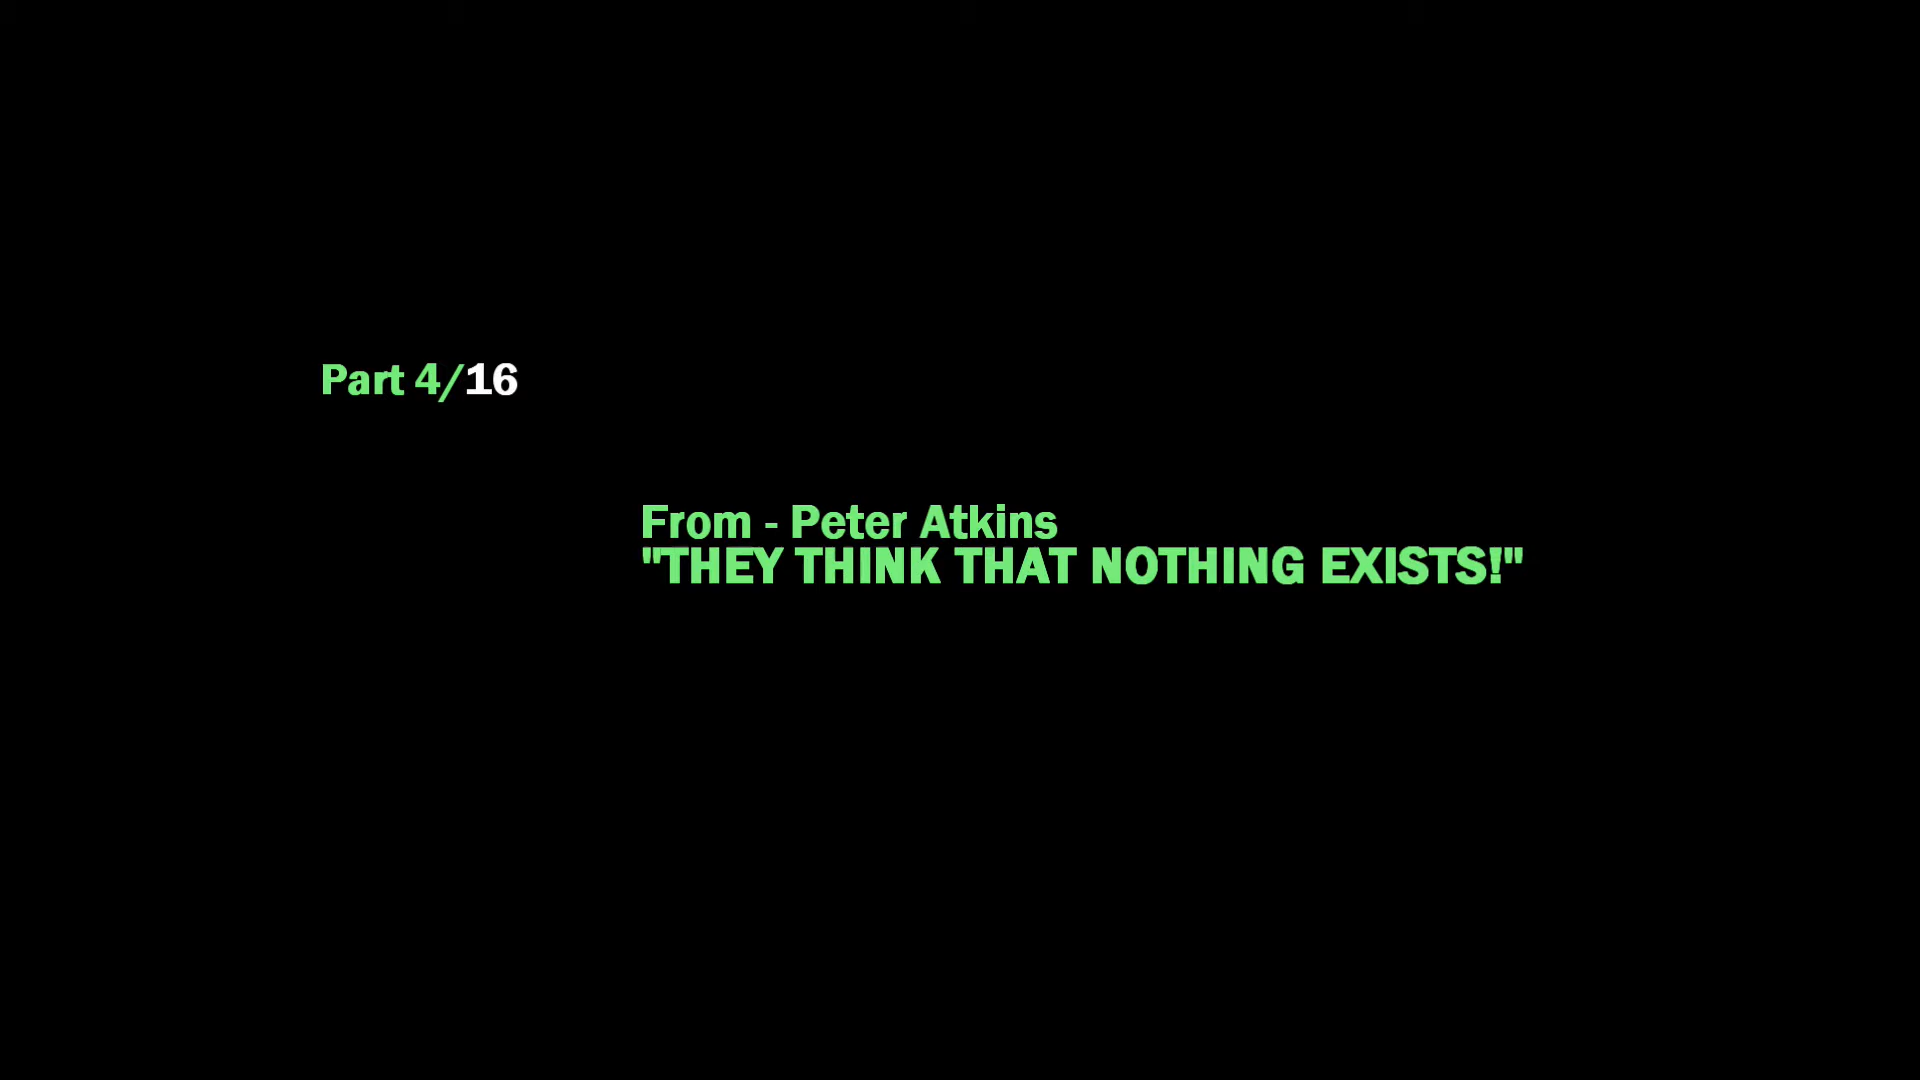 Part 4/16
From - Peter Atkins
"THEY THINK THAT NOTHING EXISTS!"